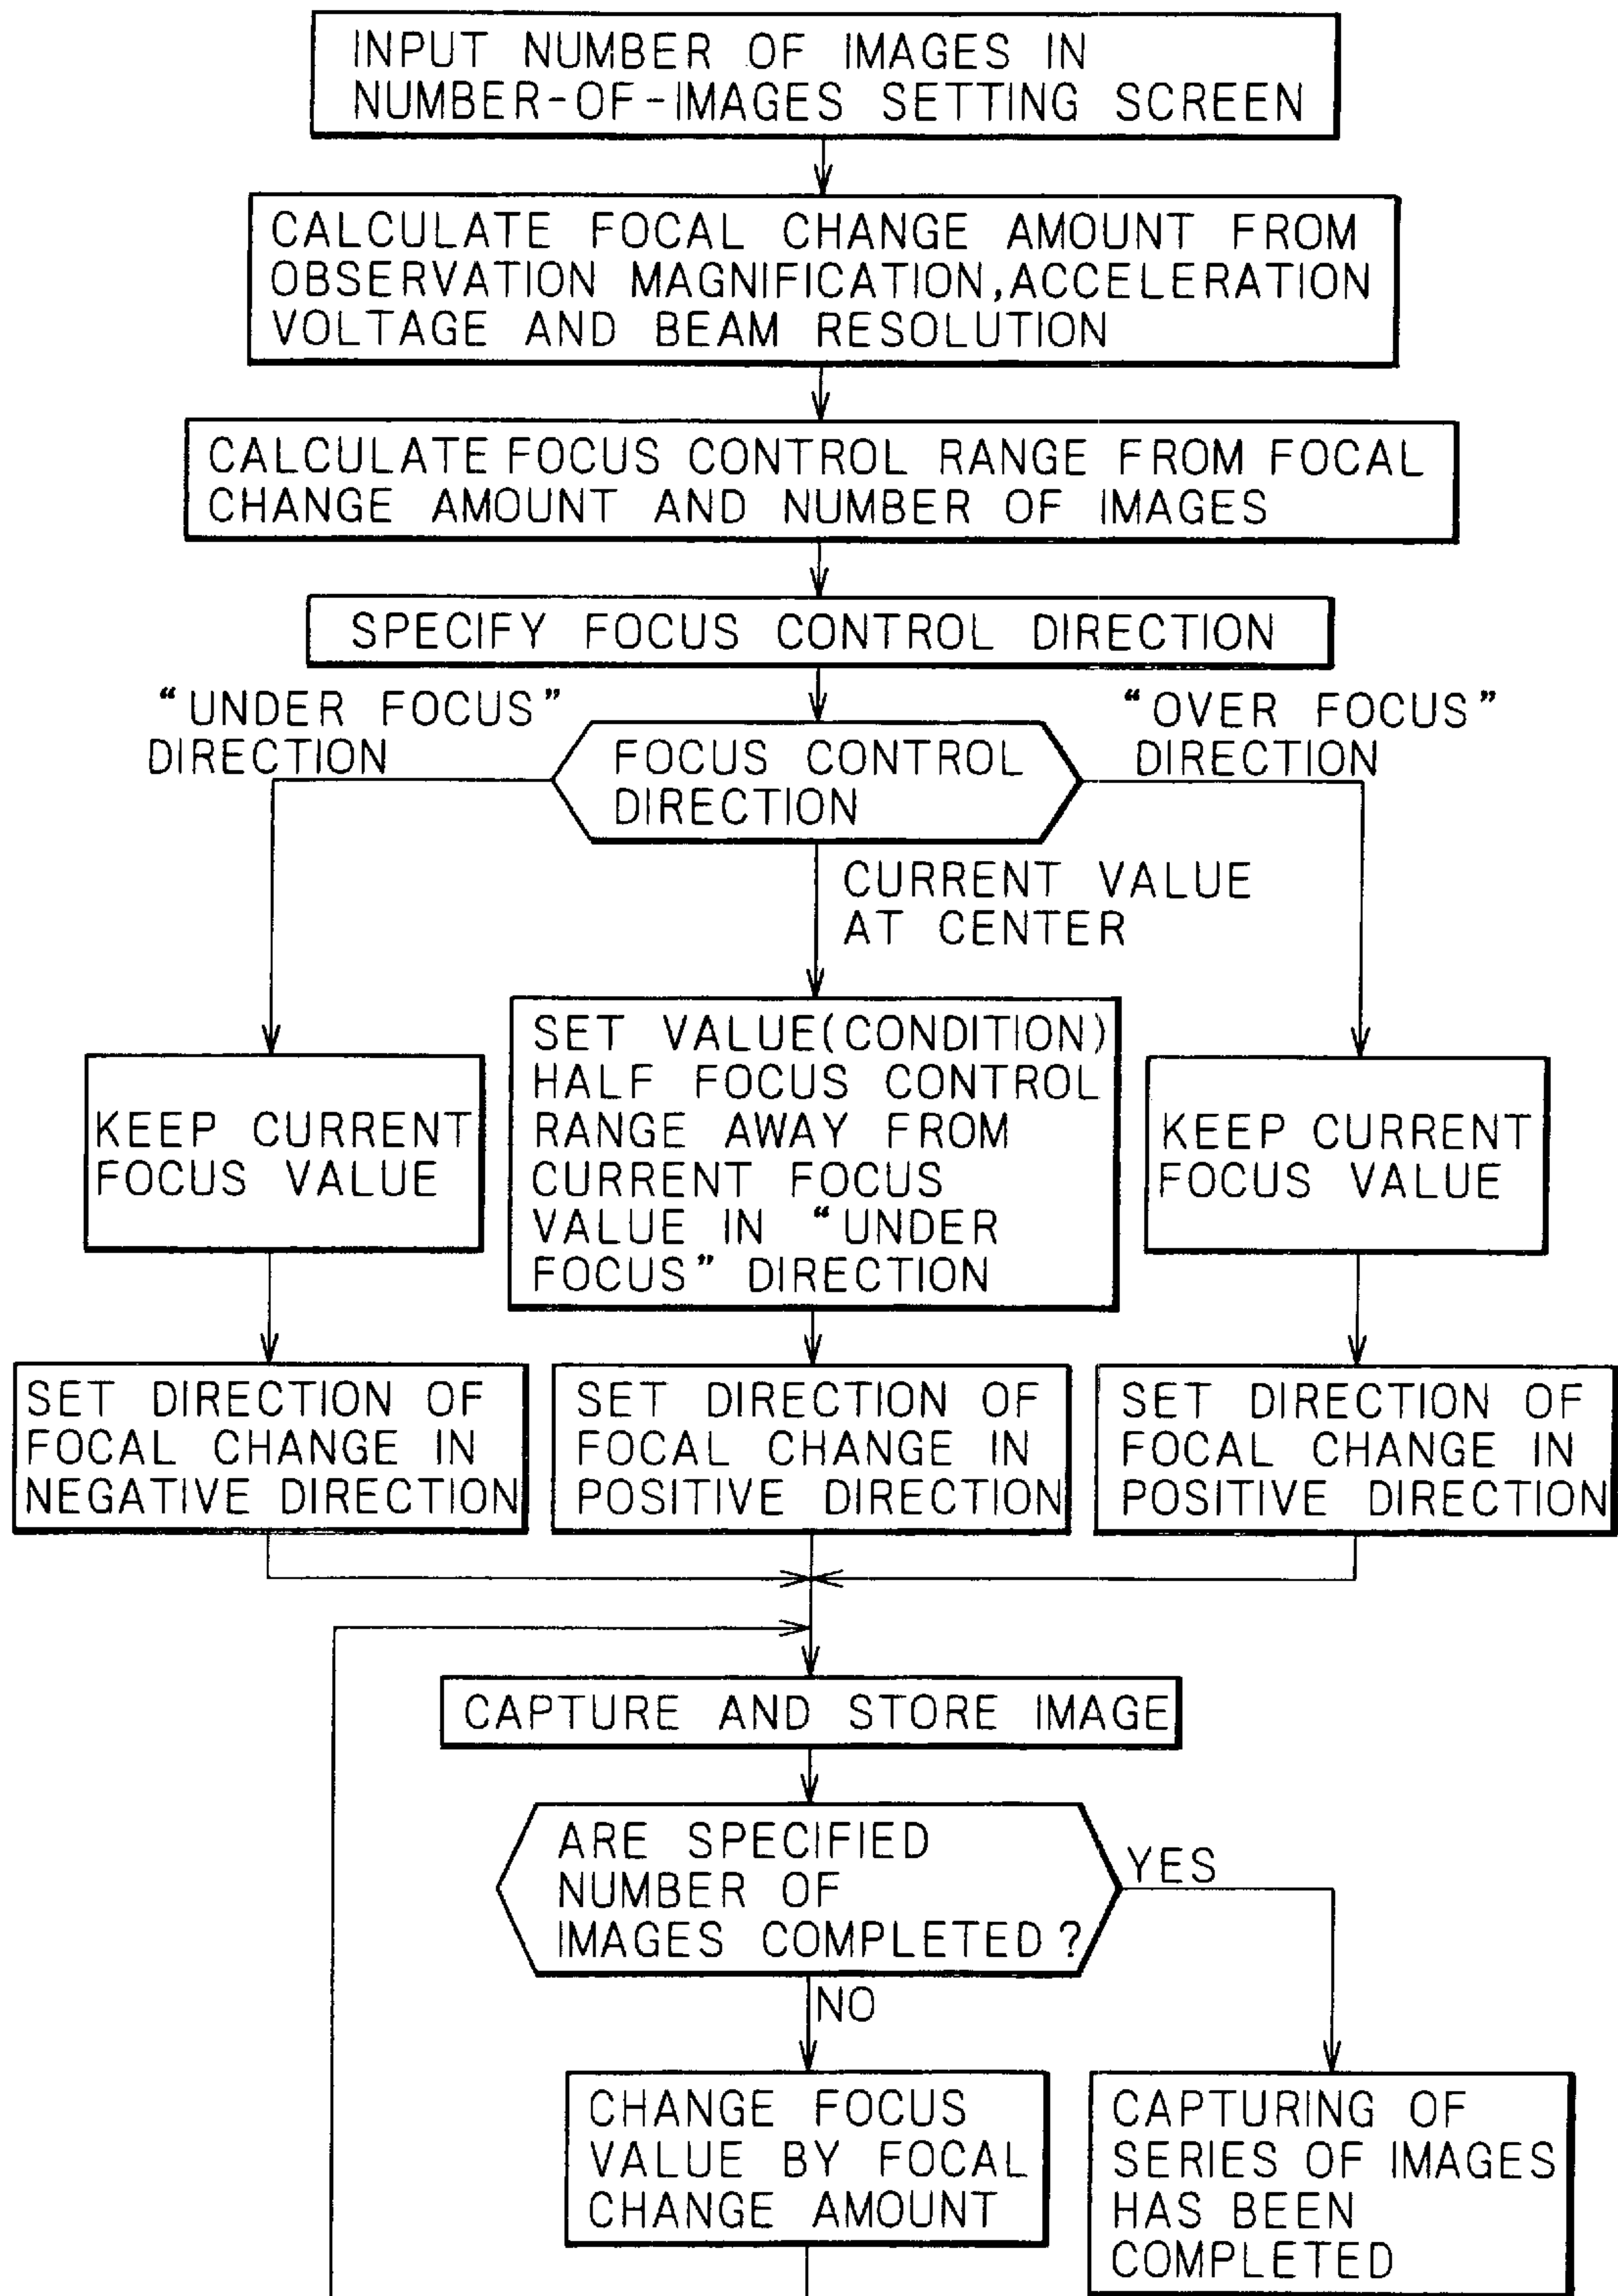 INPUT NUMBER OF IMAGES IN
NUMBER-OF-IMAGES SETTING SCREEN
CALCULATE FOCAL CHANGE AMOUNT FROM
OBSERVATION MAGNIFICATION,ACCELERATION
VOLTAGE AND BEAM RESOLUTION
CALCULATE FOCUS CONTROL RANGE FROM FOCAL
CHANGE AMOUNT AND NUMBER OF IMAGES
SPECIFY FOCUS CONTROL DIRECTION
“UNDER FOCUS”
DIRECTION
FOCUS CONTROL
DIRECTION
“OVER FOCUS”
DIRECTION
CURRENT VALUE
AT CENTER
KEEP CURRENT
FOCUS VALUE
SET VALUE(CONDITION)
HALF FOCUS CONTROL
RANGE AWAY FROM
CURRENT FOCUS
VALUE IN “UNDER
FOCUS” DIRECTION
KEEP CURRENT
FOCUS VALUE
SET DIRECTION OF
FOCAL CHANGE IN
NEGATIVE DIRECTION
SET DIRECTION OF
FOCAL CHANGE IN
POSITIVE DIRECTION
SET DIRECTION OF
FOCAL CHANGE IN
POSITIVE DIRECTION
CAPTURE AND STORE IMAGE
ARE SPECIFIED
NUMBER OF
IMAGES COMPLETED?
YES
NO
CHANGE FOCUS
VALUE BY FOCAL
CHANGE AMOUNT
CAPTURING OF
SERIES OF IMAGES
HAS BEEN
COMPLETED